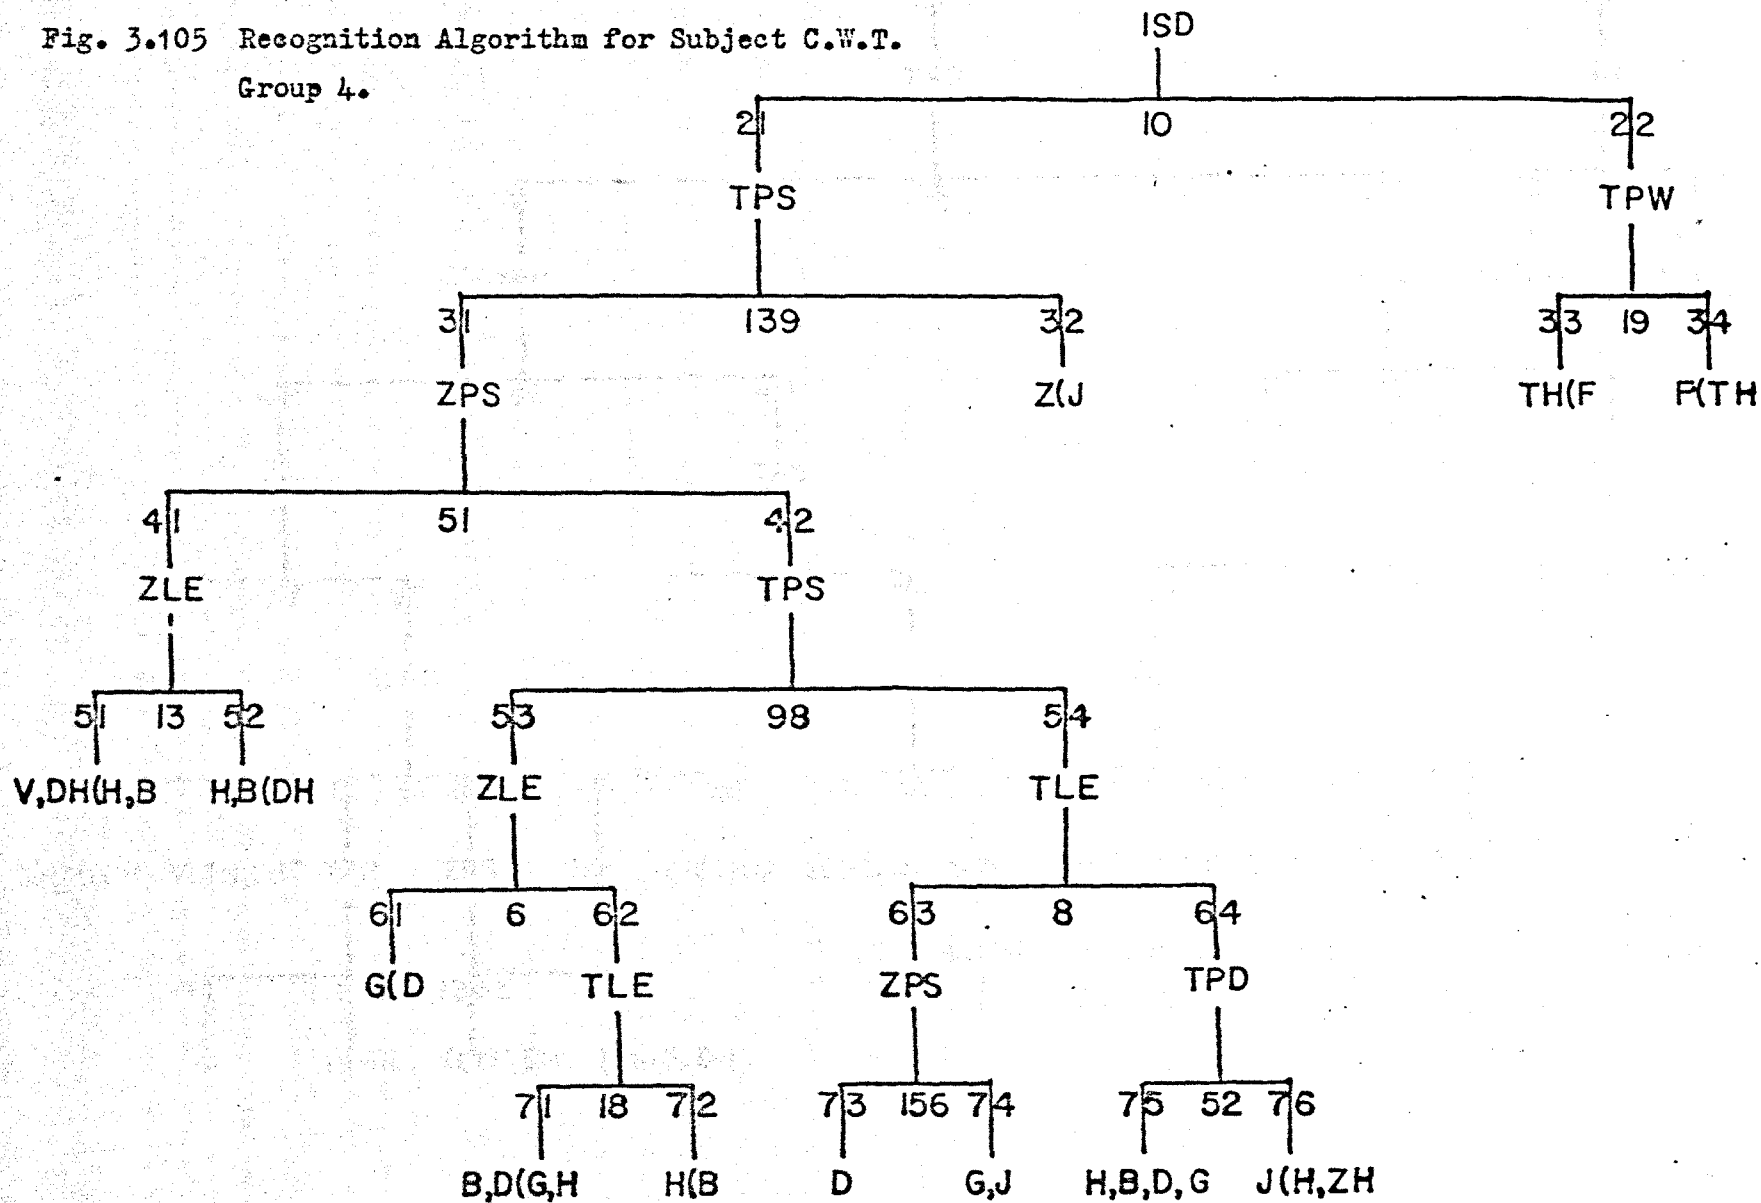 Fig. 3.105 Recognition Algorithm for Subject C.W.T.
Group 4.
ISD
21 10 22
TPS TPW
31 139 32 33 19 34
ZPS Z(J TH(F F(TH
41 51 42
ZLE TPS
51 13 52 53 98 54
V,DH(H,B H,B(DH ZLE TLE
61 6 62 63 8 64
G(D TLE ZPS TPD
71 18 72 73 156 74 75 52 76
B,D(G,H H(B D G,J H,B,D,G J(H,ZH